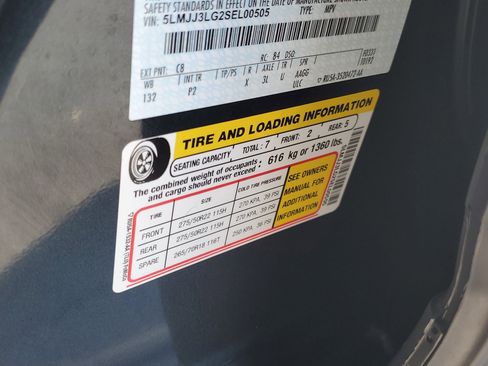 SAFETY STANDARDS IN EFFECT ON THE DATE OF MANUFACTURE
VIN: 5LMJJ3LG2SEL00505 TYPE: MPV
EXT PNT: C8 RC: 84 DSO:
WB INT TR TP/PS R AXLE TR SPR
132 P2 3L U AAGG
ULC
TIRE AND LOADING INFORMATION
SEATING CAPACITY TOTAL: 7 FRONT: 2 REAR: 5
The combined weight of occupants and cargo should never exceed 616 kg or 1360 lbs.
TIRE SIZE COLD TIRE PRESSURE
FRONT 275/50R22 115H 270 KPA, 39 PSI
REAR 275/50R22 115H 270 KPA, 39 PSI
SPARE 265/70R18 116T 250 KPA, 36 PSI
SEE OWNERS
MANUAL FOR
ADDITIONAL
INFORMATION